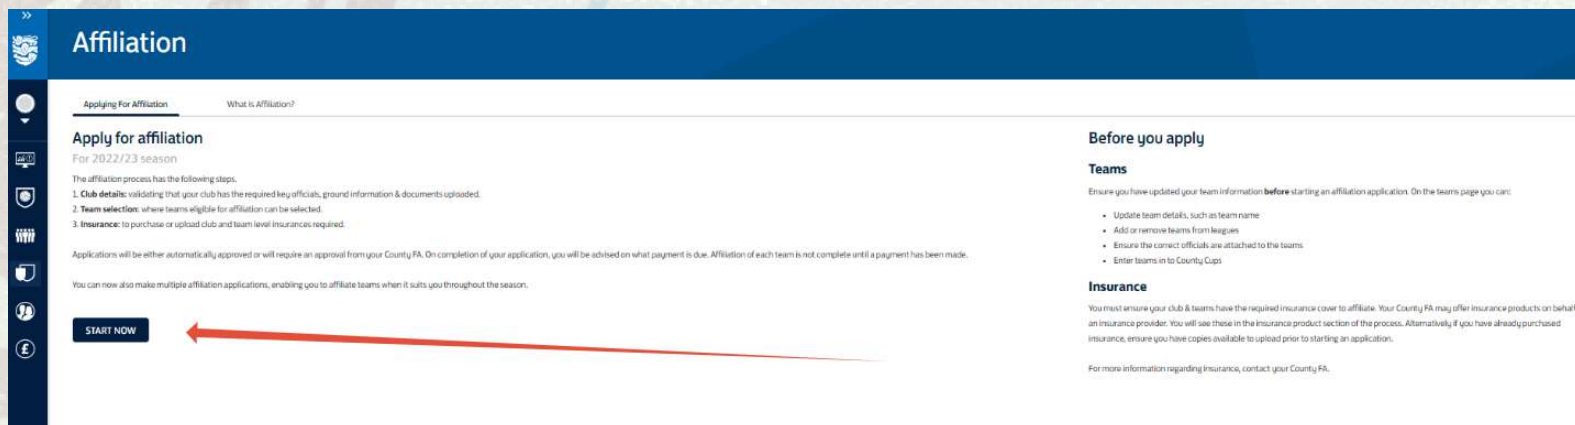 Affiliation
Applying For Affiliation
What Is Affiliation?
Apply for affiliation
For 2022/23 season
The affiliation process has the following steps.
1. Club details: validating that your club has the required key officials, ground information & documents uploaded.
2. Team selection: where teams eligible for affiliation can be selected.
3. Insurance: to purchase or upload club and team level insurances required.
Applications will be either automatically approved or will require an approval from your County FA. On completion of your application, you will be advised on what payment is due. Affiliation of each team is not complete until a payment has been made.
You can now also make multiple affiliation applications, enabling you to affiliate teams when it suits you throughout the season.
START NOW
Before you apply
Teams
Ensure you have updated your team information before starting an affiliation application. On the teams page you can:
• Update team details, such as team name
• Add or remove teams from leagues
• Ensure the correct officials are attached to the teams
• Enter teams in to County Cups
Insurance
You must ensure your club & teams have the required insurance cover to affiliate. Your County FA may offer insurance products on behalf
an insurance provider. You will see these in the insurance product section of the process. Alternatively if you have already purchased
insurance, ensure you have copies available to upload prior to starting an application.
For more information regarding insurance, contact your County FA.